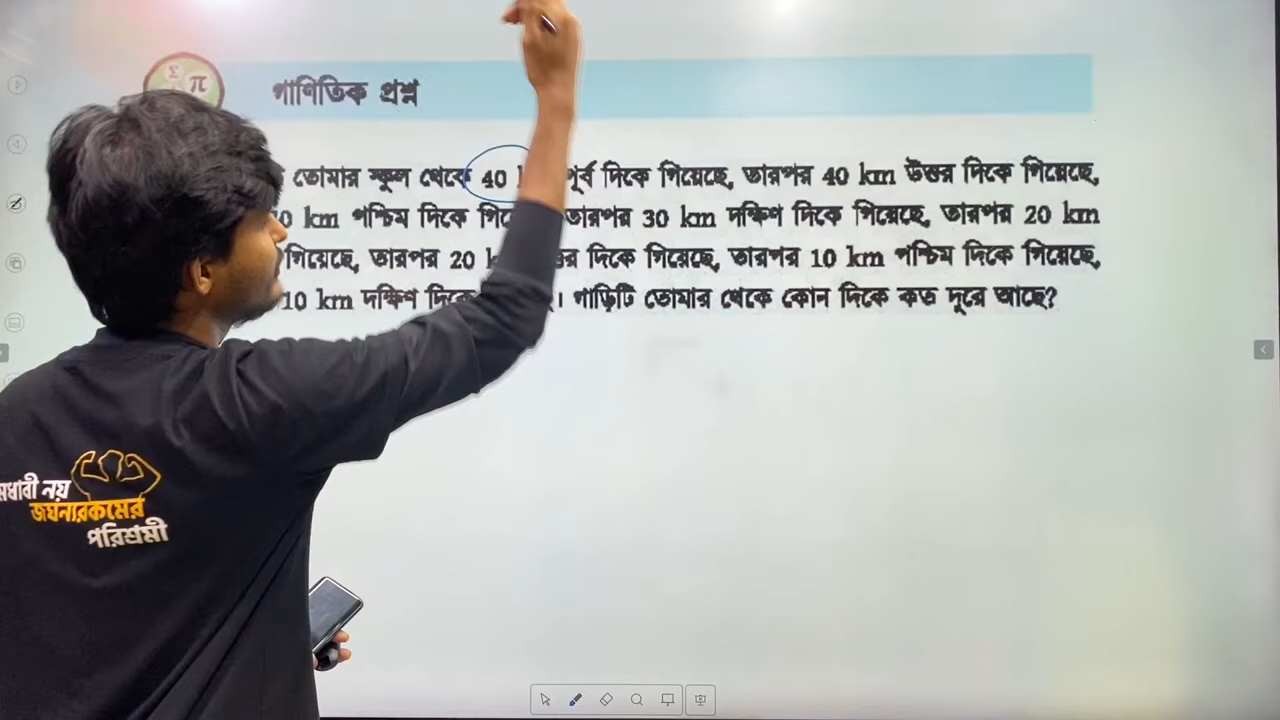 Σ π
গাণিতিক প্রশ্ন
তোমার স্কুল থেকে 40 পূর্ব দিকে গিয়েছে, তারপর 40 km উত্তর দিকে গিয়েছে,
km পশ্চিম দিকে তারপর 30 km দক্ষিণ দিকে গিয়েছে, তারপর 20 km
গিয়েছে, তারপর 20 দিকে গিয়েছে, তারপর 10 km পশ্চিম দিকে গিয়েছে,
10 km দক্ষিণ দিকে গাড়িটি তোমার থেকে কোন দিকে কত দূরে আছে?
নয়
জঘন্যরকমের
পরিশ্রমী